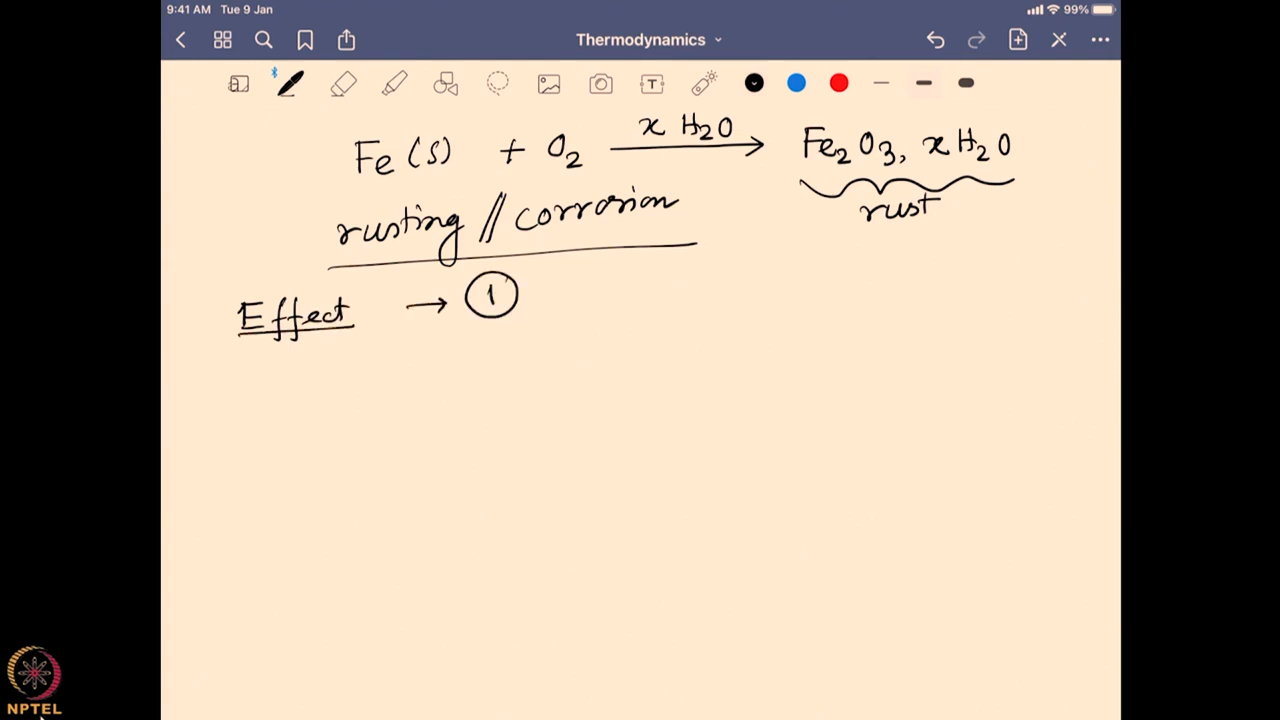 9:41 AM Tue 9 Jan
99%
Thermodynamics
T
x H2O
Fe (s) + O2 → Fe2O3, x H2O
rust
rusting // corrosion
Effect → 1
NPTEL